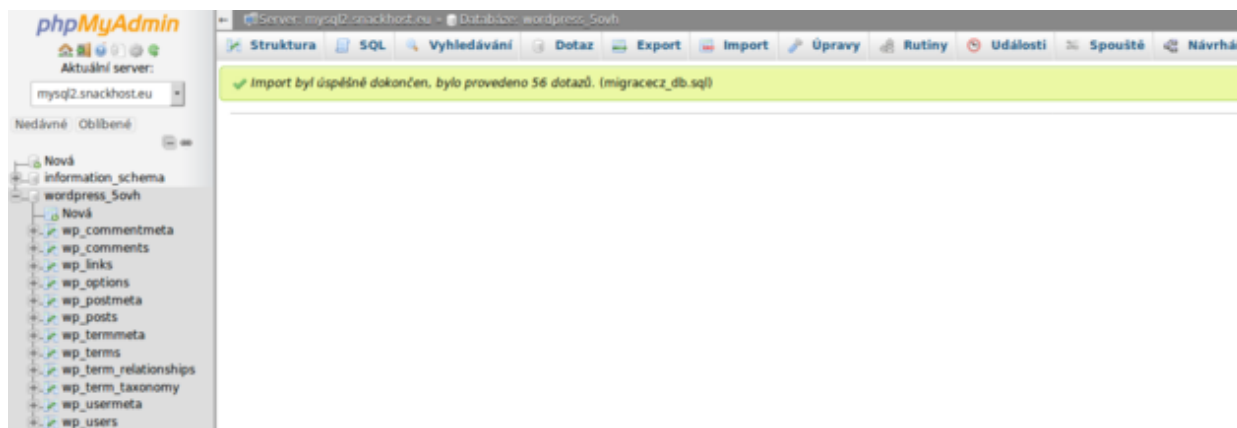 phpMyAdmin
Aktuální server:
mysql2.snackhost.eu
Nedávné Oblíbené
Nová
information_schema
wordpress_5ovh
Nová
wp_commentmeta
wp_comments
wp_links
wp_options
wp_postmeta
wp_posts
wp_termmeta
wp_terms
wp_term_relationships
wp_term_taxonomy
wp_usermeta
wp_users
Server: mysql2.snackhost.eu » Databáze: wordpress_5ovh
Struktura SQL Vyhledávání Dotaz Export Import Úpravy Rutiny Události Spouště Návrhá
Import byl úspěšně dokončen, bylo provedeno 56 dotazů. (migracecz_db.sql)